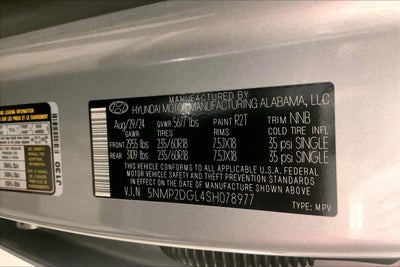 MANUFACTURED BY
HYUNDAI MOTOR MANUFACTURING ALABAMA, LLC
Aug/29/24 GVWR 5677 lbs PAINT R2T TRIM NNB
GAWR TIRES RIMS COLD TIRE INFL
FRONT 2955 lbs 235/60R18 7.5JX18 35 psi SINGLE
REAR 3109 lbs 235/60R18 7.5JX18 35 psi SINGLE
THIS VEHICLE CONFORMS TO ALL APPLICABLE U.S.A. FEDERAL
MOTOR VEHICLE SAFETY AND THEFT PREVENTION STANDARDS
IN EFFECT ON THE DATE OF MANUFACTURE SHOWN ABOVE.
V.I.N 5NMP2DGL4SH078977
TYPE: MPV
J130